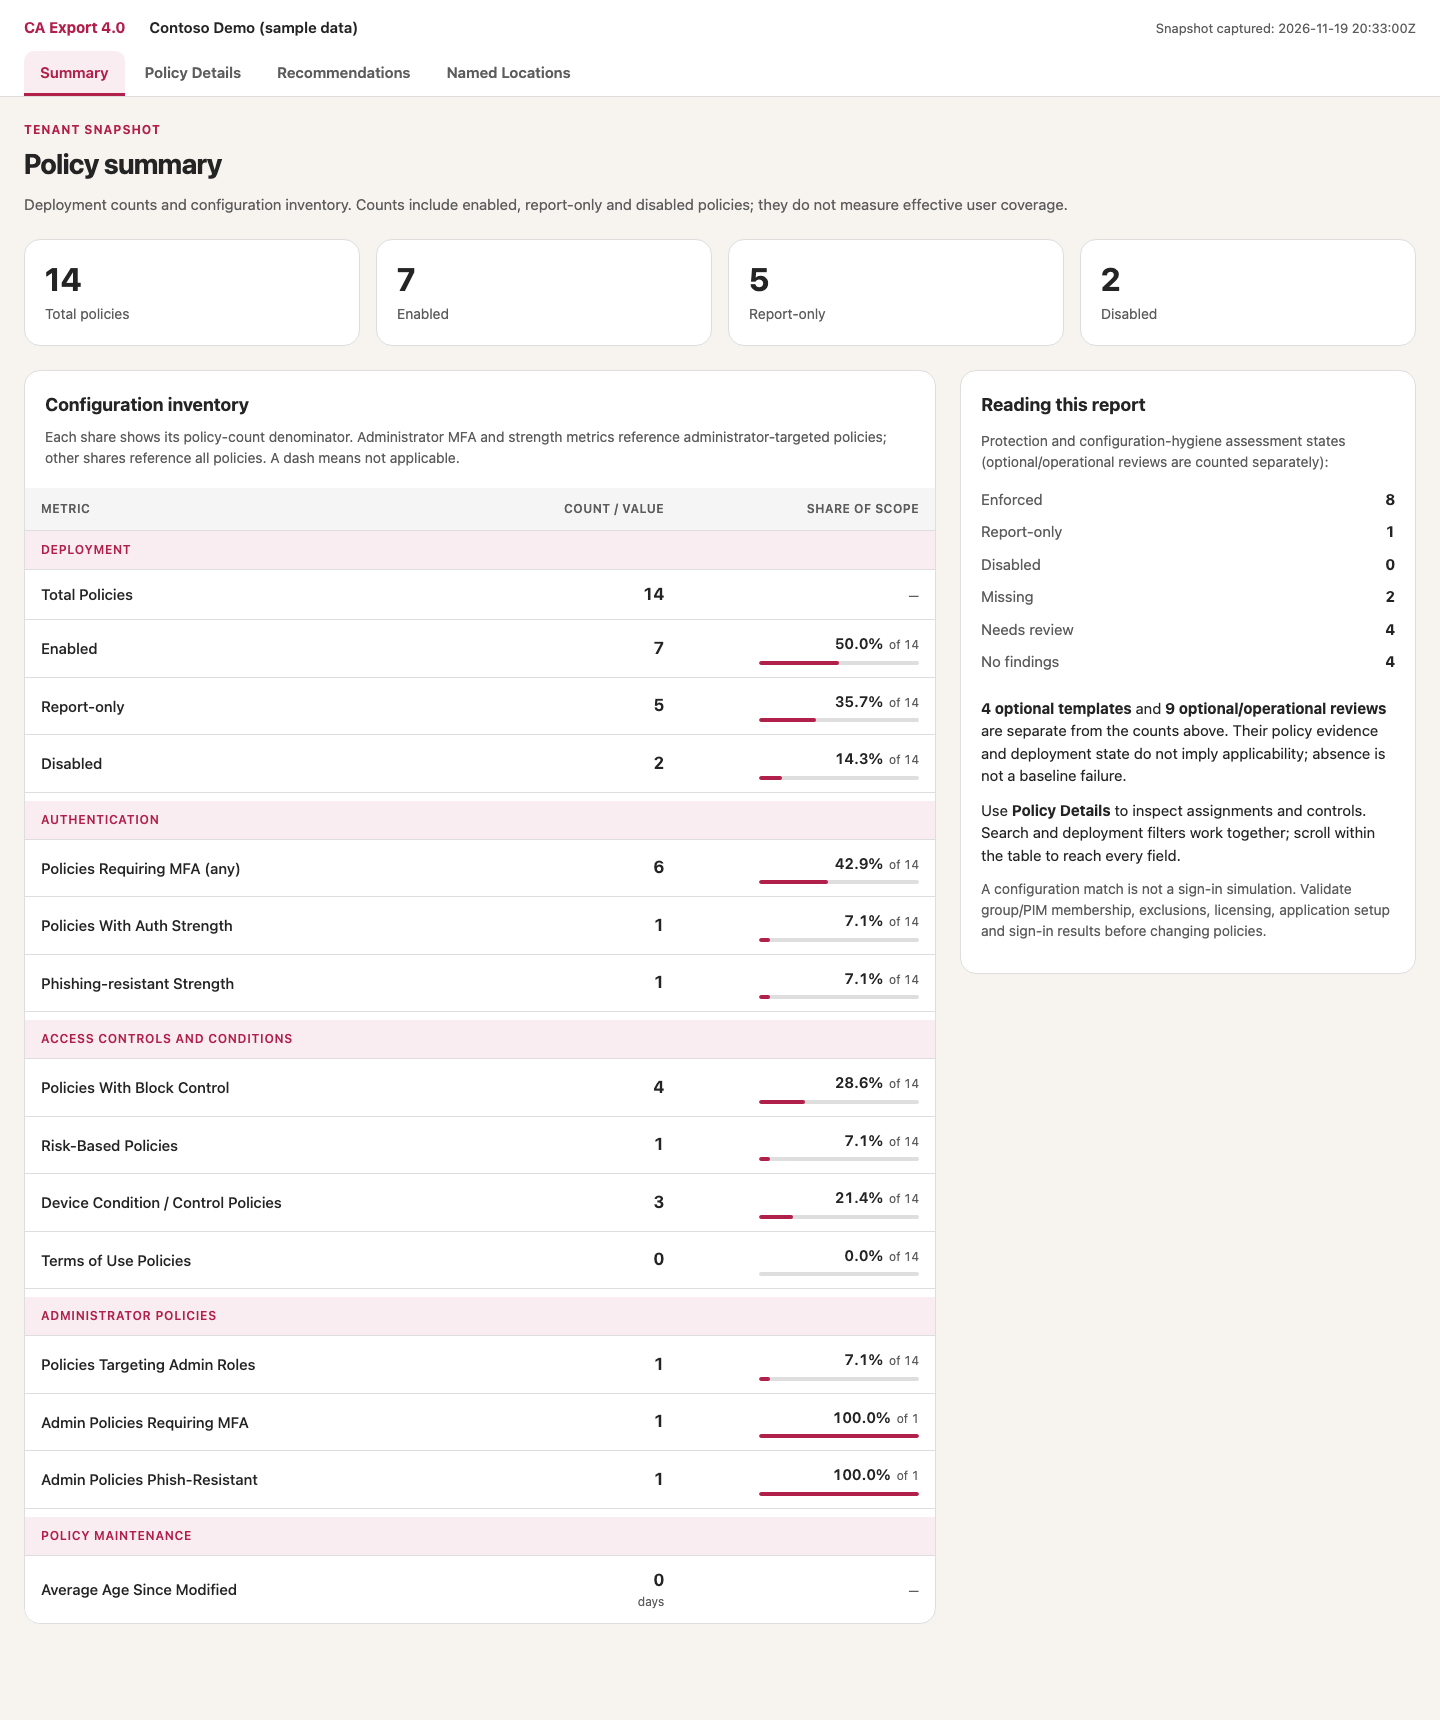 CA Export 4.0
Contoso Demo (sample data)
Snapshot captured: 2026-11-19 20:33:00Z
Summary
Policy Details
Recommendations
Named Locations
TENANT SNAPSHOT
Policy summary
Deployment counts and configuration inventory. Counts include enabled, report-only and disabled policies; they do not measure effective user coverage.
14
Total policies
7
Enabled
5
Report-only
2
Disabled
Configuration inventory
Each share shows its policy-count denominator. Administrator MFA and strength metrics reference administrator-targeted policies;
other shares reference all policies. A dash means not applicable.
METRIC COUNT / VALUE SHARE OF SCOPE
DEPLOYMENT
Total Policies 14 –
Enabled 7 50.0% of 14
Report-only 5 35.7% of 14
Disabled 2 14.3% of 14
AUTHENTICATION
Policies Requiring MFA (any) 6 42.9% of 14
Policies With Auth Strength 1 7.1% of 14
Phishing-resistant Strength 1 7.1% of 14
ACCESS CONTROLS AND CONDITIONS
Policies With Block Control 4 28.6% of 14
Risk-Based Policies 1 7.1% of 14
Device Condition / Control Policies 3 21.4% of 14
Terms of Use Policies 0 0.0% of 14
ADMINISTRATOR POLICIES
Policies Targeting Admin Roles 1 7.1% of 14
Admin Policies Requiring MFA 1 100.0% of 1
Admin Policies Phish-Resistant 1 100.0% of 1
POLICY MAINTENANCE
Average Age Since Modified 0 days –
Reading this report
Protection and configuration-hygiene assessment states
(optional/operational reviews are counted separately):
Enforced 8
Report-only 1
Disabled 0
Missing 2
Needs review 4
No findings 4
4 optional templates and 9 optional/operational reviews
are separate from the counts above. Their policy evidence
and deployment state do not imply applicability; absence is
not a baseline failure.
Use Policy Details to inspect assignments and controls.
Search and deployment filters work together; scroll within
the table to reach every field.
A configuration match is not a sign-in simulation. Validate
group/PIM membership, exclusions, licensing, application setup
and sign-in results before changing policies.